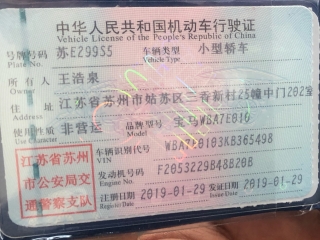 中华人民共和国机动车行驶证
Vehicle License of the People's Republic of China
号牌号码 苏E299S5 车辆类型 小型轿车
Plate No. Vehicle Type
所有人 王浩泉
Owner
住址 江苏省苏州市姑苏区三香新村25幢中门202室
Address
使用性质 非营运 品牌型号 宝马WBA7E010
Use Character Model
江苏省苏州
市公安局交
通警察支队
车辆识别代号 WBA7E0103KB365498
VIN
发动机号码 F2053229B48B20B
Engine No.
注册日期 2019-01-29 发证日期 2019-01-29
Register Date Issue Date